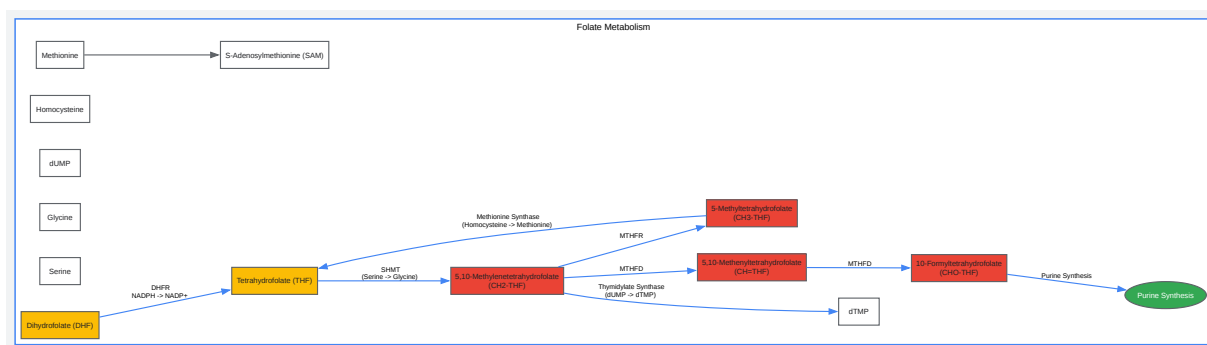 Folate Metabolism
Methionine
S-Adenosylmethionine (SAM)
Homocysteine
dUMP
Glycine
Serine
Dihydrofolate (DHF)
DHFR
NADPH -> NADP+
Tetrahydrofolate (THF)
SHMT
(Serine -> Glycine)
Methionine Synthase
(Homocysteine -> Methionine)
5,10-Methylenetetrahydrofolate
(CH2-THF)
MTHFR
MTHFD
Thymidylate Synthase
(dUMP -> dTMP)
5-Methyltetrahydrofolate
(CH3-THF)
5,10-Methenyltetrahydrofolate
(CH=THF)
dTMP
MTHFD
10-Formyltetrahydrofolate
(CHO-THF)
Purine Synthesis
Purine Synthesis